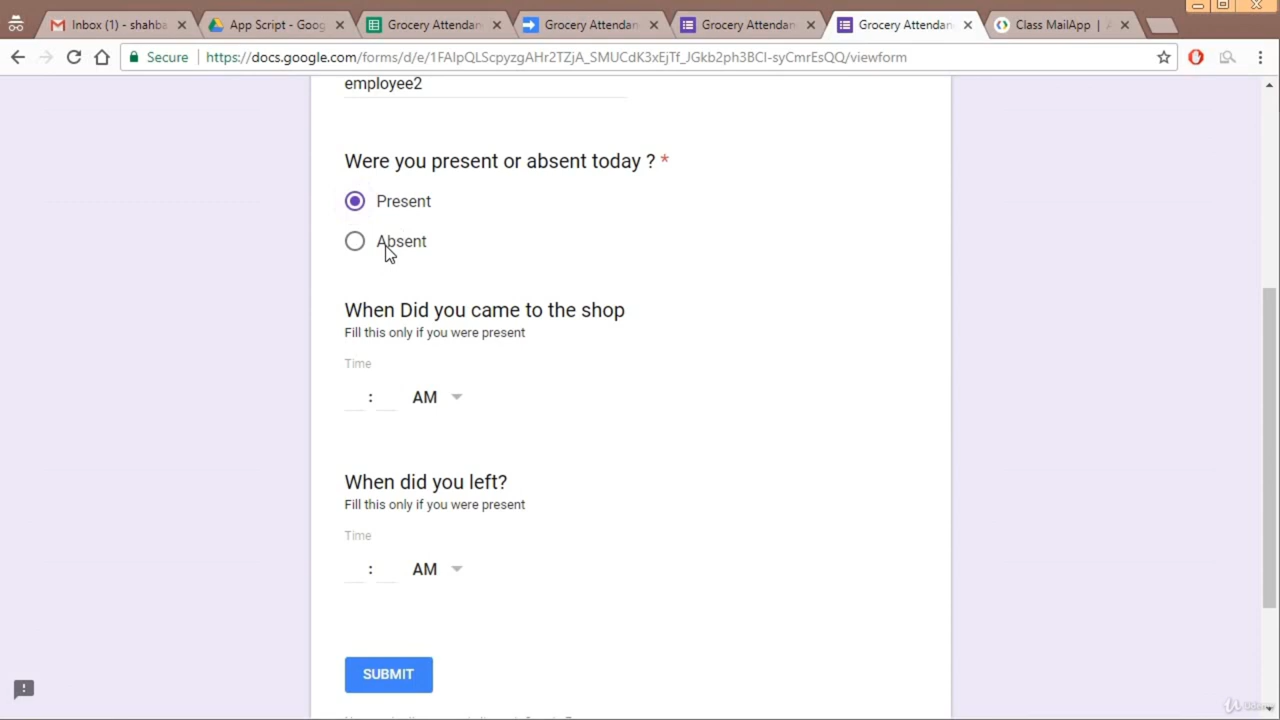 Inbox (1) - shahba
App Script - Goog
Grocery Attendan
Grocery Attendan
Grocery Attendan
Grocery Attendan
Class MailApp | A
Secure
https://docs.google.com/forms/d/e/1FAIpQLScpyzgAHr2TZjA_SMUCdK3xEjTf_JGkb2ph3BCI-syCmrEsQQ/viewform
employee2
Were you present or absent today ? *
Present
Absent
When Did you came to the shop
Fill this only if you were present
Time
: AM
When did you left?
Fill this only if you were present
Time
: AM
SUBMIT